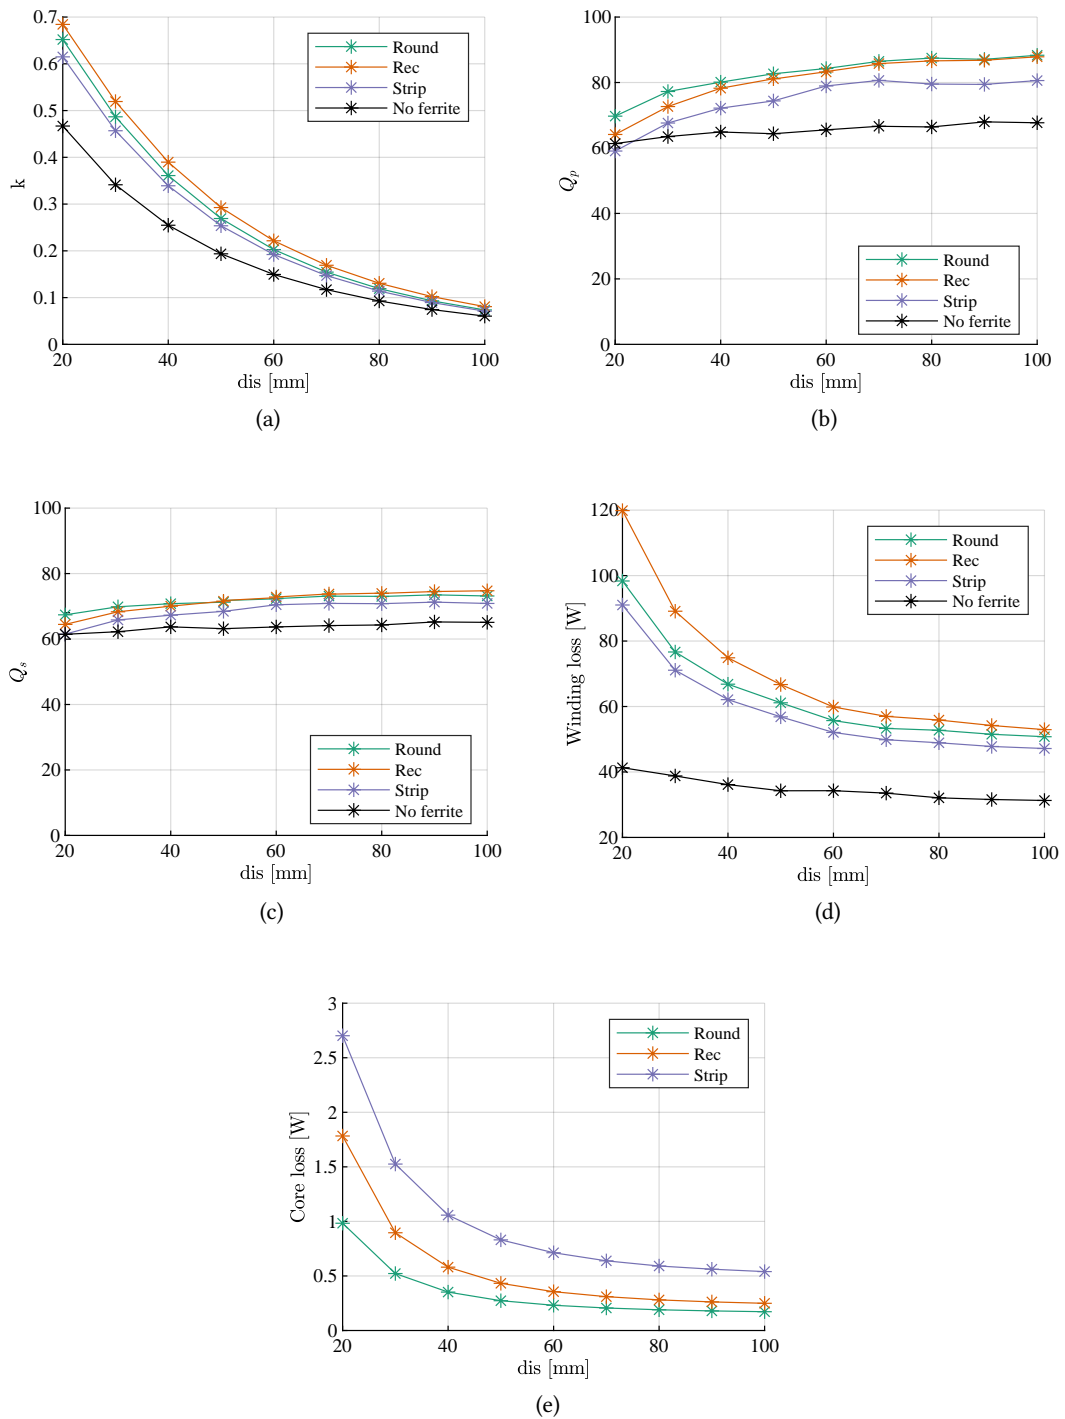 0.7
0.6
0.5
0.4
0.3
0.2
0.1
0
k
Round
Rec
Strip
No ferrite
20 40 60 80 100
dis [mm]
(a)
100
80
60
40
20
0
Q_p
Round
Rec
Strip
No ferrite
20 40 60 80 100
dis [mm]
(b)
100
80
60
40
20
0
Q_s
Round
Rec
Strip
No ferrite
20 40 60 80 100
dis [mm]
(c)
120
100
80
60
40
20
Winding loss [W]
Round
Rec
Strip
No ferrite
20 40 60 80 100
dis [mm]
(d)
3
2.5
2
1.5
1
0.5
0
Core loss [W]
Round
Rec
Strip
20 40 60 80 100
dis [mm]
(e)